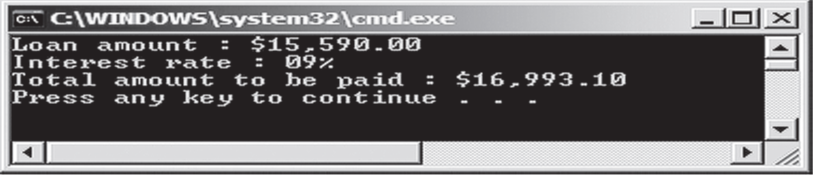 C:\WINDOWS\system32\cmd.exe
Loan amount : $15,590.00
Interest rate : 09%
Total amount to be paid : $16,993.10
Press any key to continue . . .